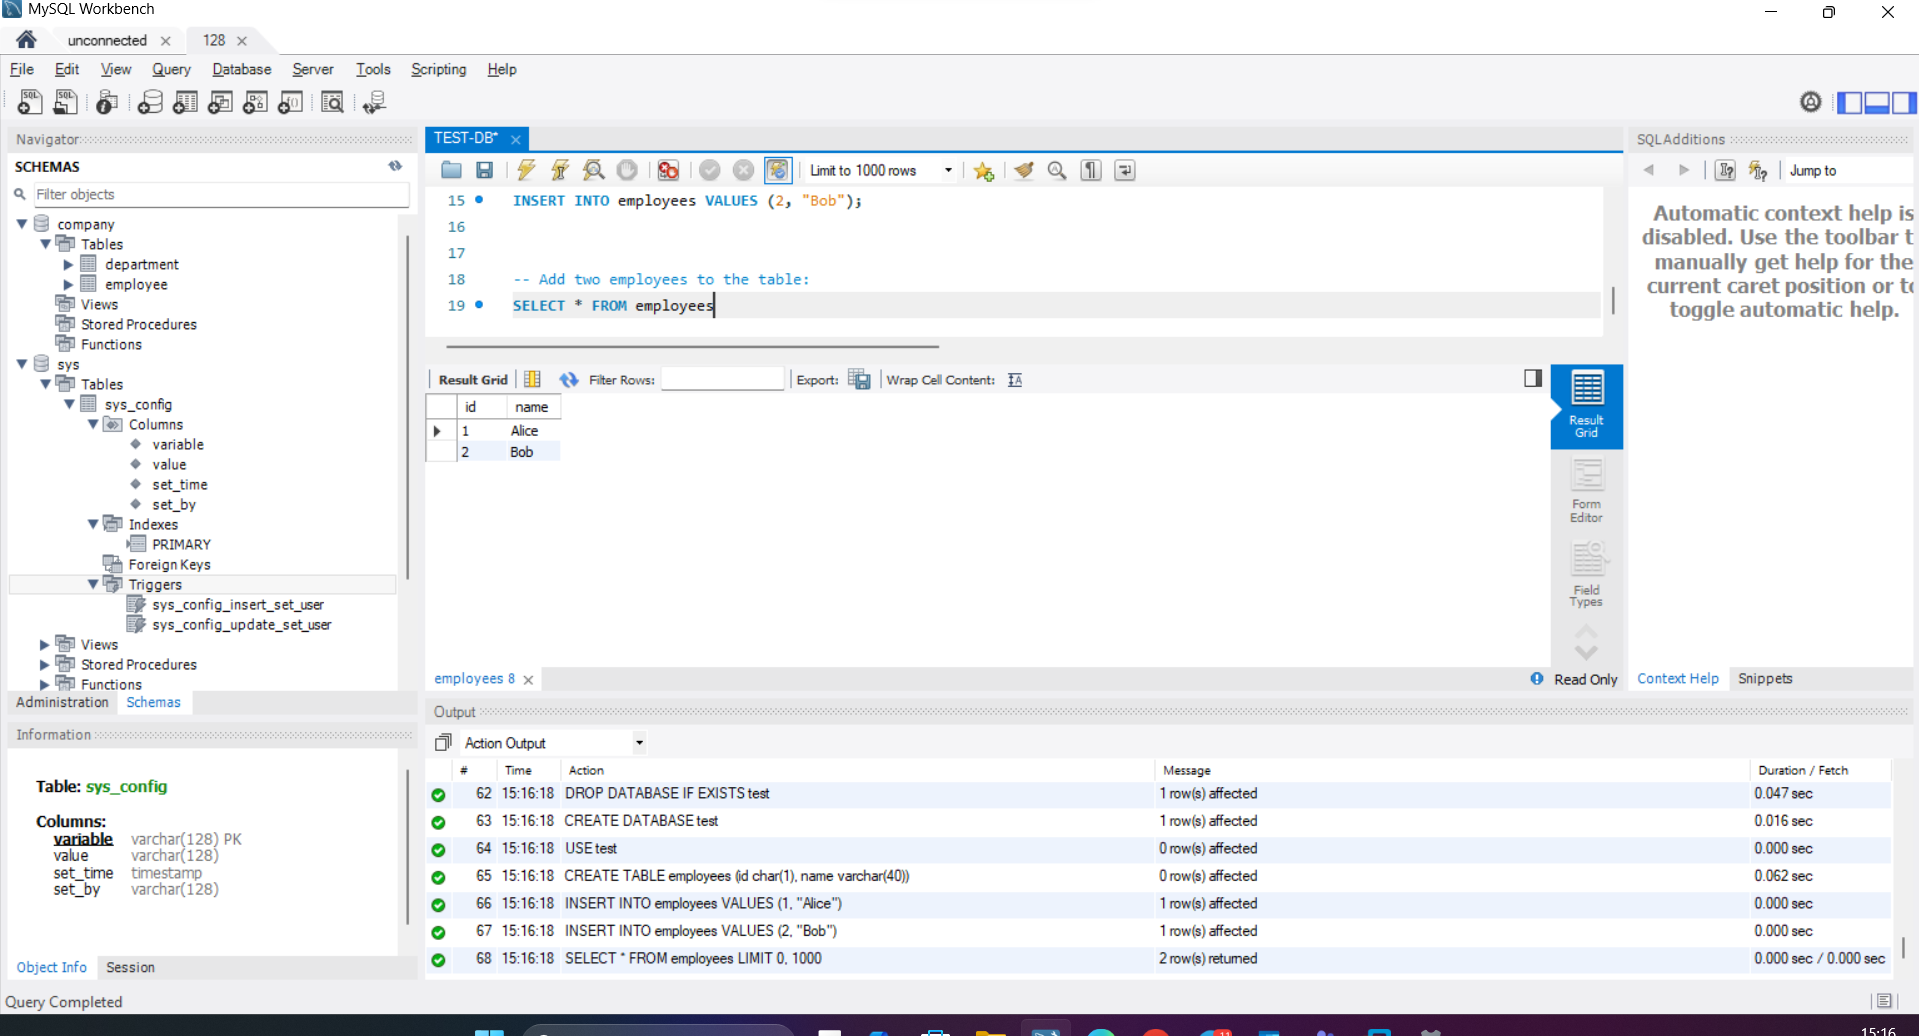 MySQL Workbench
unconnected
128
File Edit View Query Database Server Tools Scripting Help
SQL SQL
Navigator
SCHEMAS
Filter objects
company
Tables
department
employee
Views
Stored Procedures
Functions
sys
Tables
sys_config
Columns
variable
value
set_time
set_by
Indexes
PRIMARY
Foreign Keys
Triggers
sys_config_insert_set_user
sys_config_update_set_user
Views
Stored Procedures
Functions
Administration Schemas
Information
Table: sys_config
Columns:
variable varchar(128) PK
value varchar(128)
set_time timestamp
set_by varchar(128)
Object Info Session
Query Completed
TEST-DB*
Limit to 1000 rows
15 INSERT INTO employees VALUES (2, "Bob");
16
17
18 -- Add two employees to the table:
19 SELECT * FROM employees
Result Grid Filter Rows: Export: Wrap Cell Content:
id name
1 Alice
2 Bob
Result
Grid
Form
Editor
Field
Types
employees 8
Read Only
SQLAdditions
Jump to
Automatic context help is
disabled. Use the toolbar t
manually get help for the
current caret position or to
toggle automatic help.
Context Help Snippets
Output
Action Output
# Time Action Message Duration / Fetch
62 15:16:18 DROP DATABASE IF EXISTS test 1 row(s) affected 0.047 sec
63 15:16:18 CREATE DATABASE test 1 row(s) affected 0.016 sec
64 15:16:18 USE test 0 row(s) affected 0.000 sec
65 15:16:18 CREATE TABLE employees (id char(1), name varchar(40)) 0 row(s) affected 0.062 sec
66 15:16:18 INSERT INTO employees VALUES (1, "Alice") 1 row(s) affected 0.000 sec
67 15:16:18 INSERT INTO employees VALUES (2, "Bob") 1 row(s) affected 0.000 sec
68 15:16:18 SELECT * FROM employees LIMIT 0, 1000 2 row(s) returned 0.000 sec / 0.000 sec
11
15:16